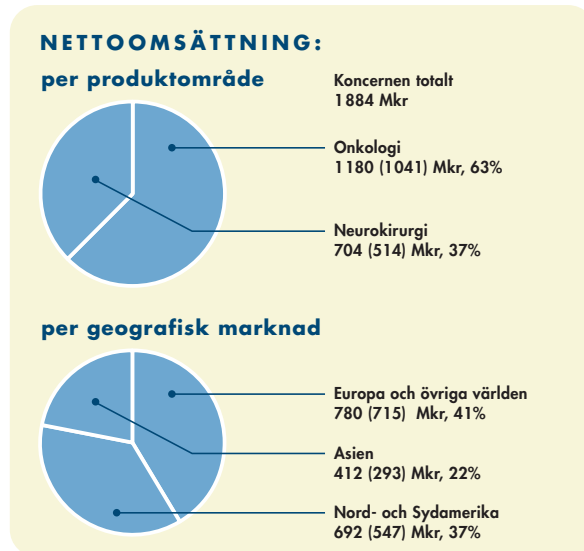 NETTOOMSÄTTNING:
per produktområde
Koncernen totalt
1884 Mkr
Onkologi
1180 (1041) Mkr, 63%
Neurokirurgi
704 (514) Mkr, 37%
per geografisk marknad
Europa och övriga världen
780 (715) Mkr, 41%
Asien
412 (293) Mkr, 22%
Nord- och Sydamerika
692 (547) Mkr, 37%